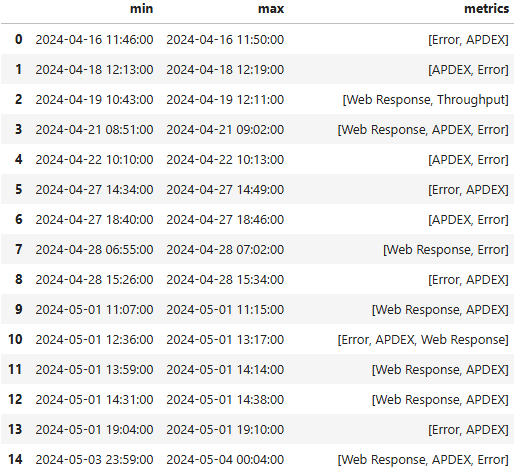 min max metrics
0 2024-04-16 11:46:00 2024-04-16 11:50:00 [Error, APDEX]
1 2024-04-18 12:13:00 2024-04-18 12:19:00 [APDEX, Error]
2 2024-04-19 10:43:00 2024-04-19 12:11:00 [Web Response, Throughput]
3 2024-04-21 08:51:00 2024-04-21 09:02:00 [Web Response, APDEX, Error]
4 2024-04-22 10:10:00 2024-04-22 10:13:00 [APDEX, Error]
5 2024-04-27 14:34:00 2024-04-27 14:49:00 [Error, APDEX]
6 2024-04-27 18:40:00 2024-04-27 18:46:00 [APDEX, Error]
7 2024-04-28 06:55:00 2024-04-28 07:02:00 [Web Response, Error]
8 2024-04-28 15:26:00 2024-04-28 15:34:00 [Error, APDEX]
9 2024-05-01 11:07:00 2024-05-01 11:15:00 [Web Response, APDEX]
10 2024-05-01 12:36:00 2024-05-01 13:17:00 [Error, APDEX, Web Response]
11 2024-05-01 13:59:00 2024-05-01 14:14:00 [Web Response, APDEX]
12 2024-05-01 14:31:00 2024-05-01 14:38:00 [Web Response, APDEX]
13 2024-05-01 19:04:00 2024-05-01 19:10:00 [Error, APDEX]
14 2024-05-03 23:59:00 2024-05-04 00:04:00 [Web Response, APDEX, Error]